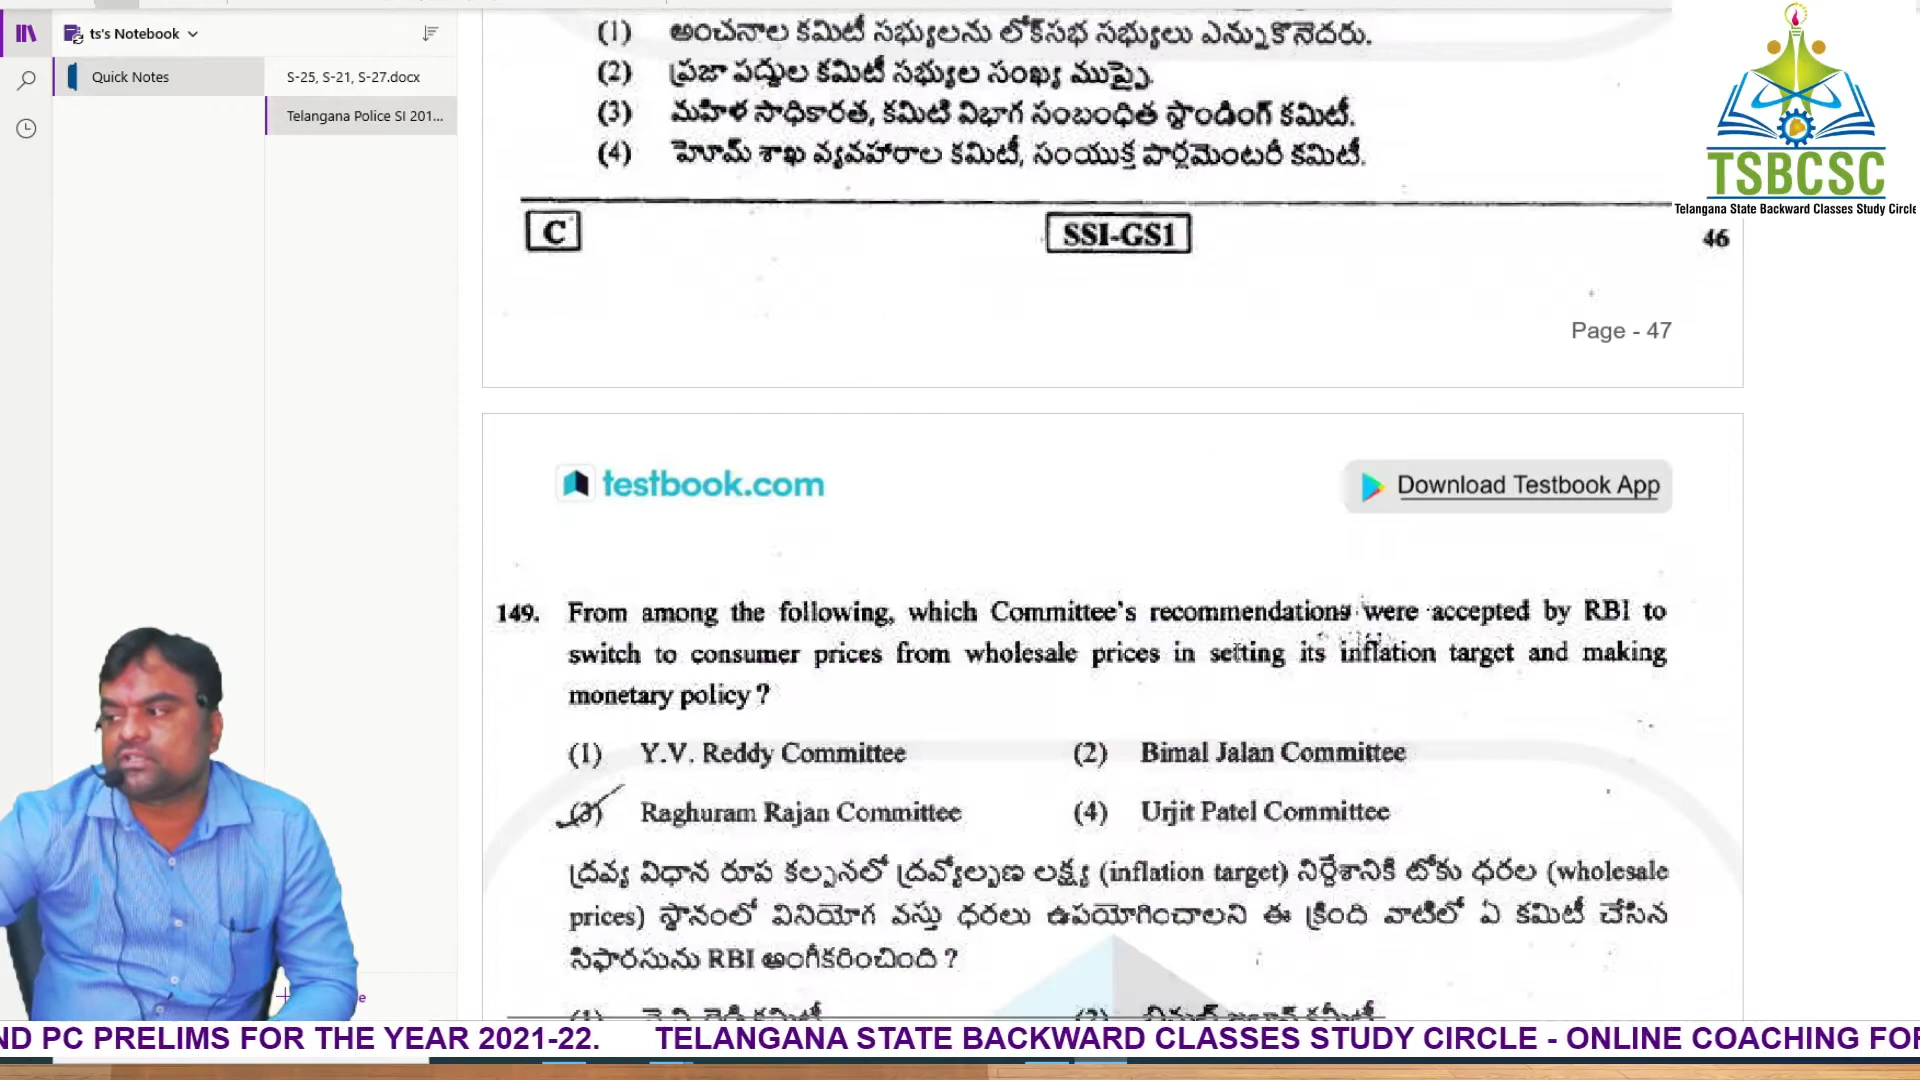 ts's Notebook
Quick Notes
S-25, S-21, S-27.docx
Telangana Police SI 201...
(1) అంచనాల కమిటీ సభ్యులను లోక్‌సభ సభ్యులు ఎన్నుకొనెదరు.
(2) ప్రజా పద్దుల కమిటీ సభ్యుల సంఖ్య ముప్పై.
(3) మహిళ సాధికారత, కమిటి విభాగ సంబంధిత స్టాండింగ్ కమిటీ.
(4) హెూమ్ శాఖ వ్యవహారాల కమిటీ, సంయుక్త పార్లమెంటరీ కమిటీ.
C
SSI-GS1
46
Page - 47
TSBCSC
Telangana State Backward Classes Study Circle
testbook.com
Download Testbook App
149. From among the following, which Committee's recommendations were accepted by RBI to
switch to consumer prices from wholesale prices in setting its inflation target and making
monetary policy ?
(1) Y.V. Reddy Committee (2) Bimal Jalan Committee
(3) Raghuram Rajan Committee (4) Urjit Patel Committee
ద్రవ్య విధాన రూప కల్పనలో ద్రవ్యోల్బణ లక్ష్య (inflation target) నిర్దేశానికి టోకు ధరల (wholesale
prices) స్థానంలో వినియోగ వస్తు ధరలు ఉపయోగించాలని ఈ క్రింది వాటిలో ఏ కమిటీ చేసిన
సిఫారసును RBI అంగీకరించింది ?
ND PC PRELIMS FOR THE YEAR 2021-22. TELANGANA STATE BACKWARD CLASSES STUDY CIRCLE - ONLINE COACHING FOR